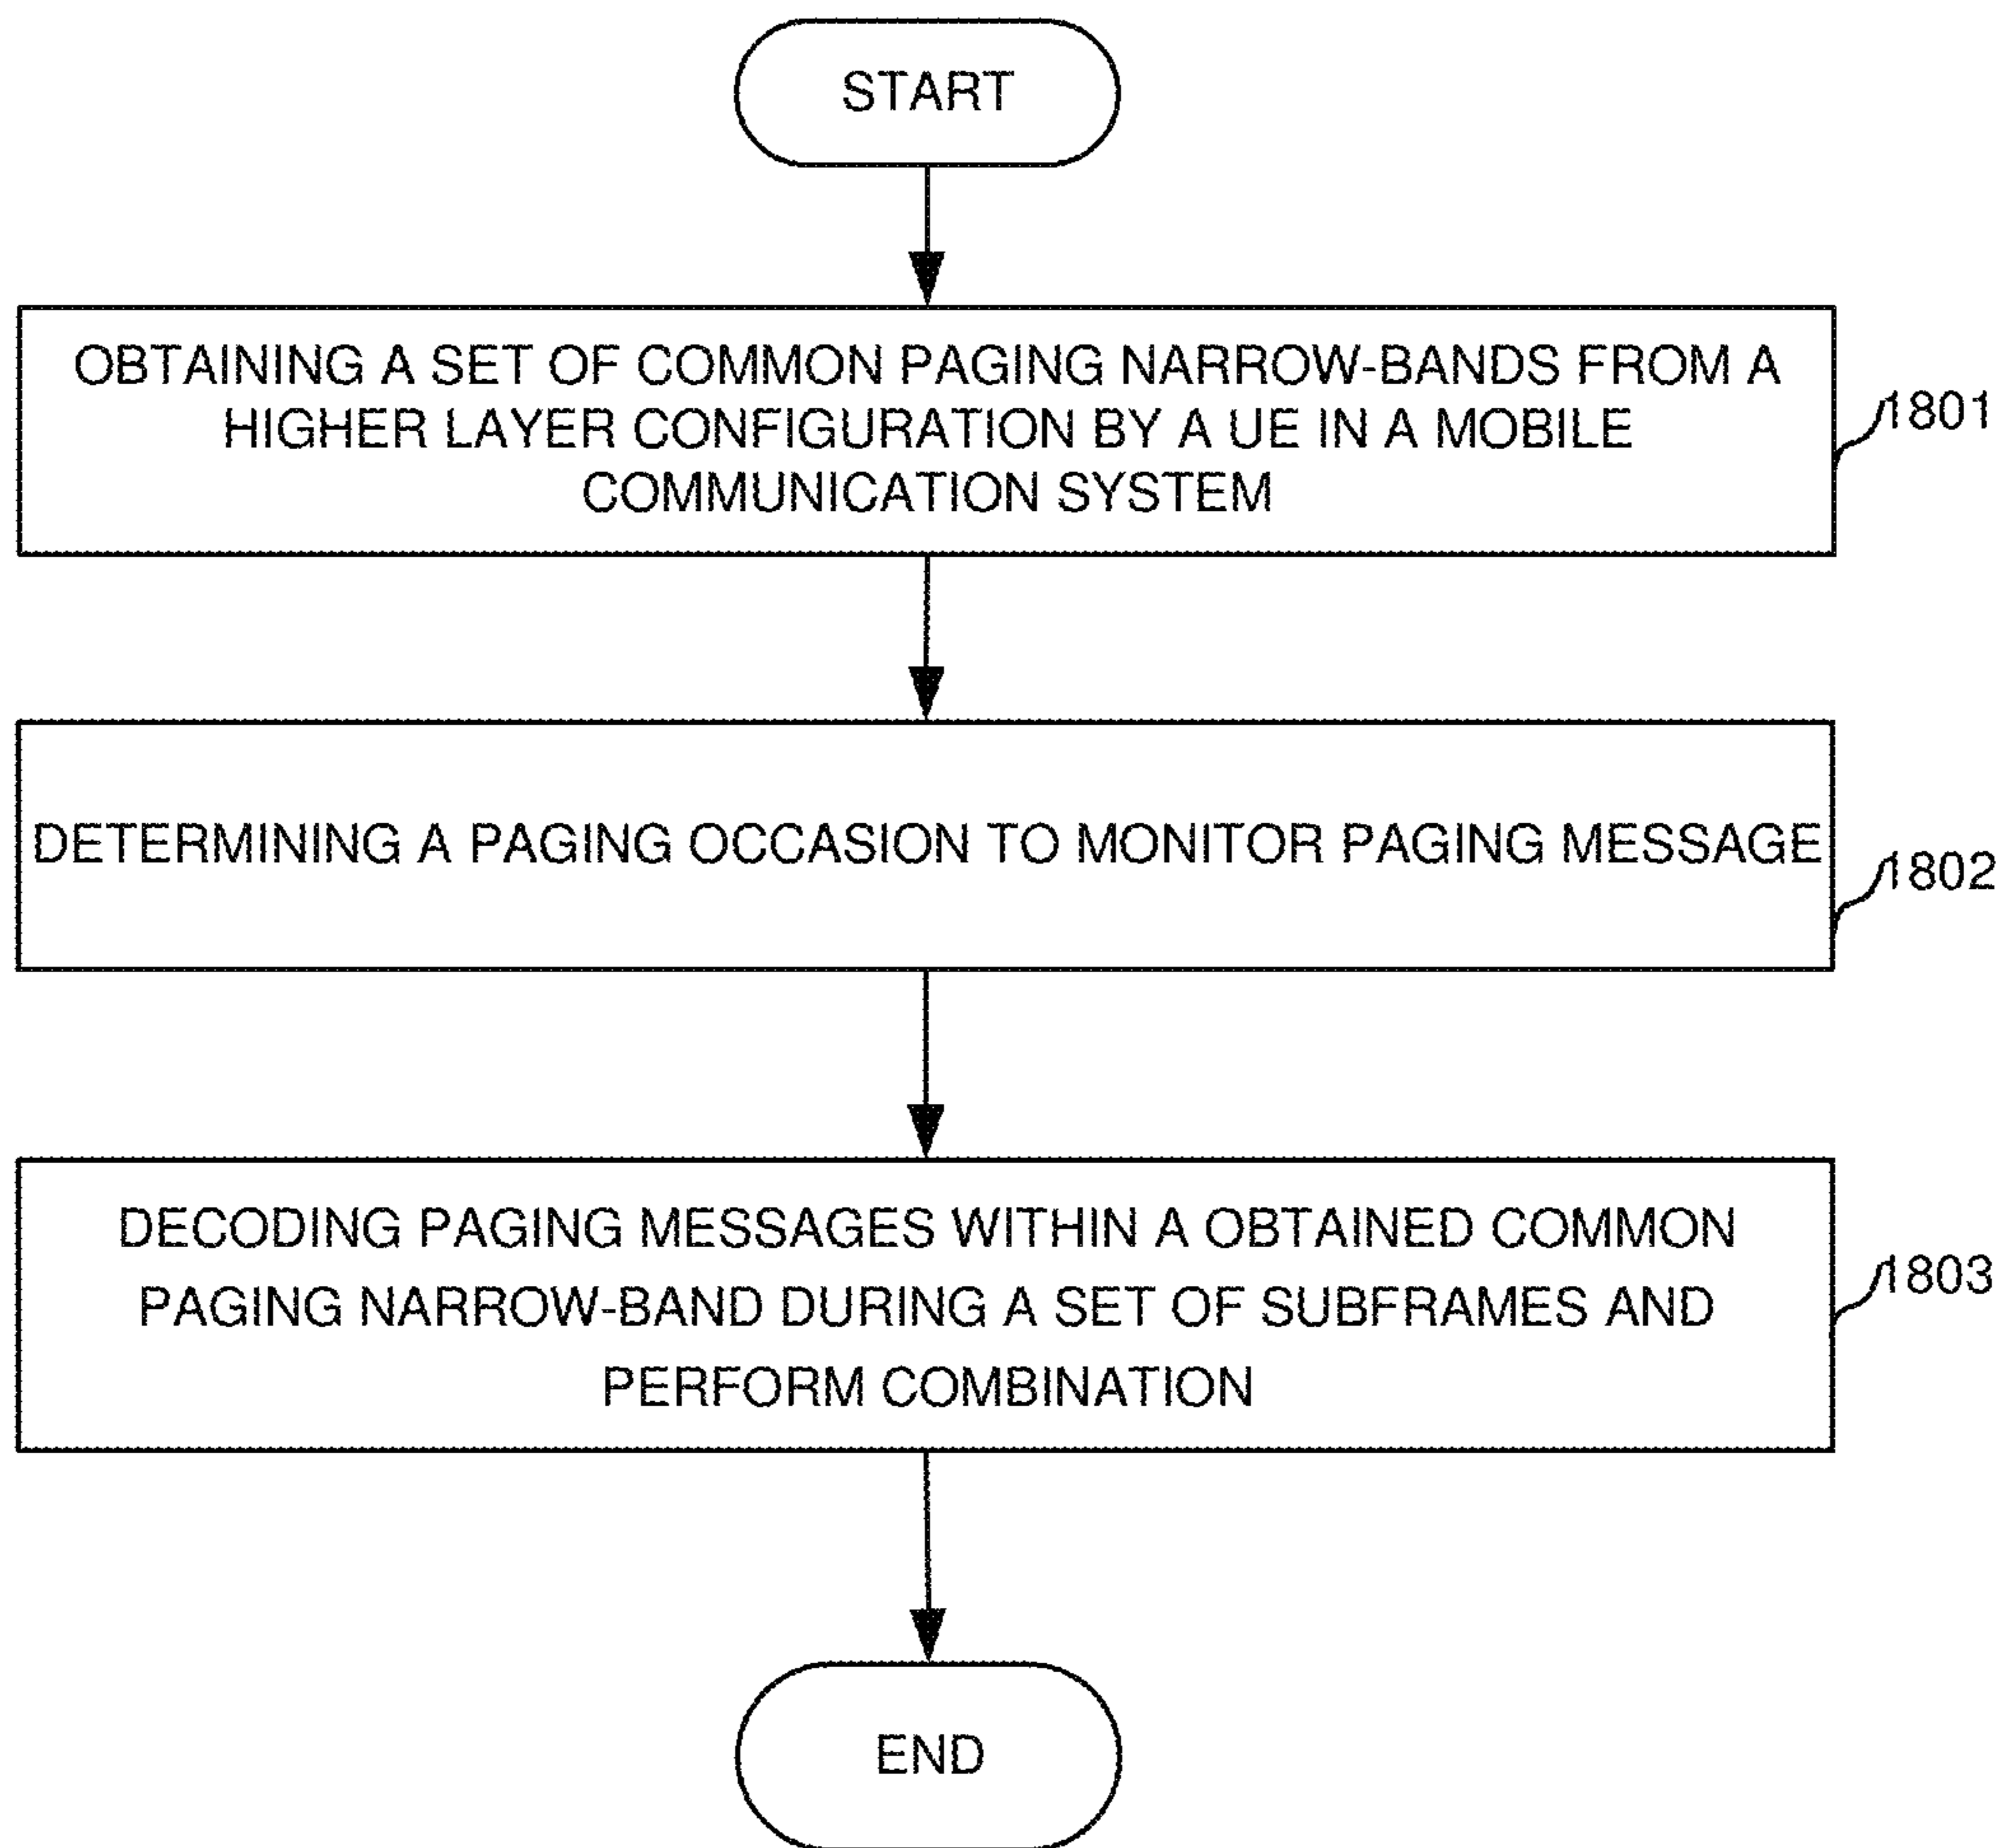 START
OBTAINING A SET OF COMMON PAGING NARROW-BANDS FROM A
HIGHER LAYER CONFIGURATION BY A UE IN A MOBILE
COMMUNICATION SYSTEM
1801
DETERMINING A PAGING OCCASION TO MONITOR PAGING MESSAGE
1802
DECODING PAGING MESSAGES WITHIN A OBTAINED COMMON
PAGING NARROW-BAND DURING A SET OF SUBFRAMES AND
PERFORM COMBINATION
1803
END